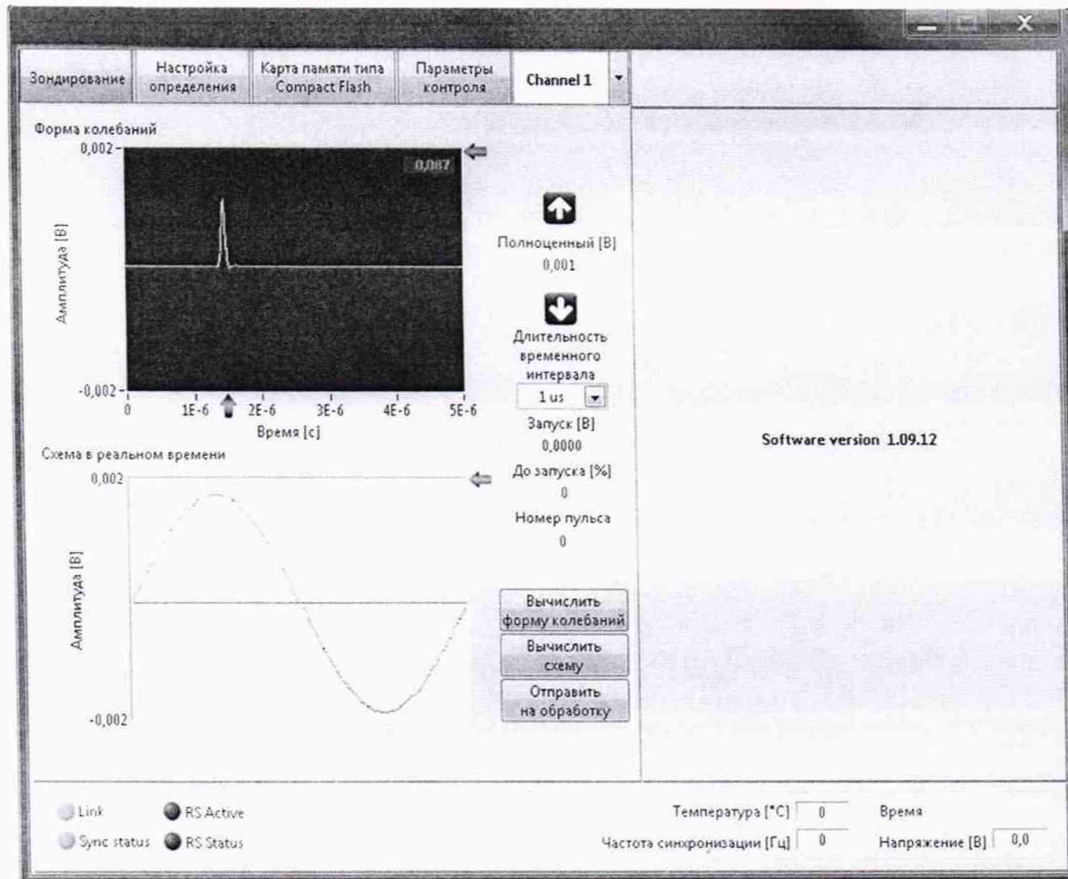 Зондирование
Настройка определения
Карта памяти типа Compact Flash
Параметры контроля
Channel 1
Форма колебаний
0,002
0,087
Амплитуда [В]
-0,002
0 1E-6 2E-6 3E-6 4E-6 5E-6
Время [с]
Полноценный [В]
0,001
Длительность
временного
интервала
1 us
Запуск [В]
0,0000
До запуска [%]
0
Номер пульса
0
Software version 1.09.12
Схема в реальном времени
0,002
Амплитуда [В]
-0,002
Вычислить
форму колебаний
Вычислить
схему
Отправить
на обработку
Link
RS Active
Sync status
RS Status
Температура [°C] 0
Время
Частота синхронизации [Гц] 0
Напряжение [В] 0,0